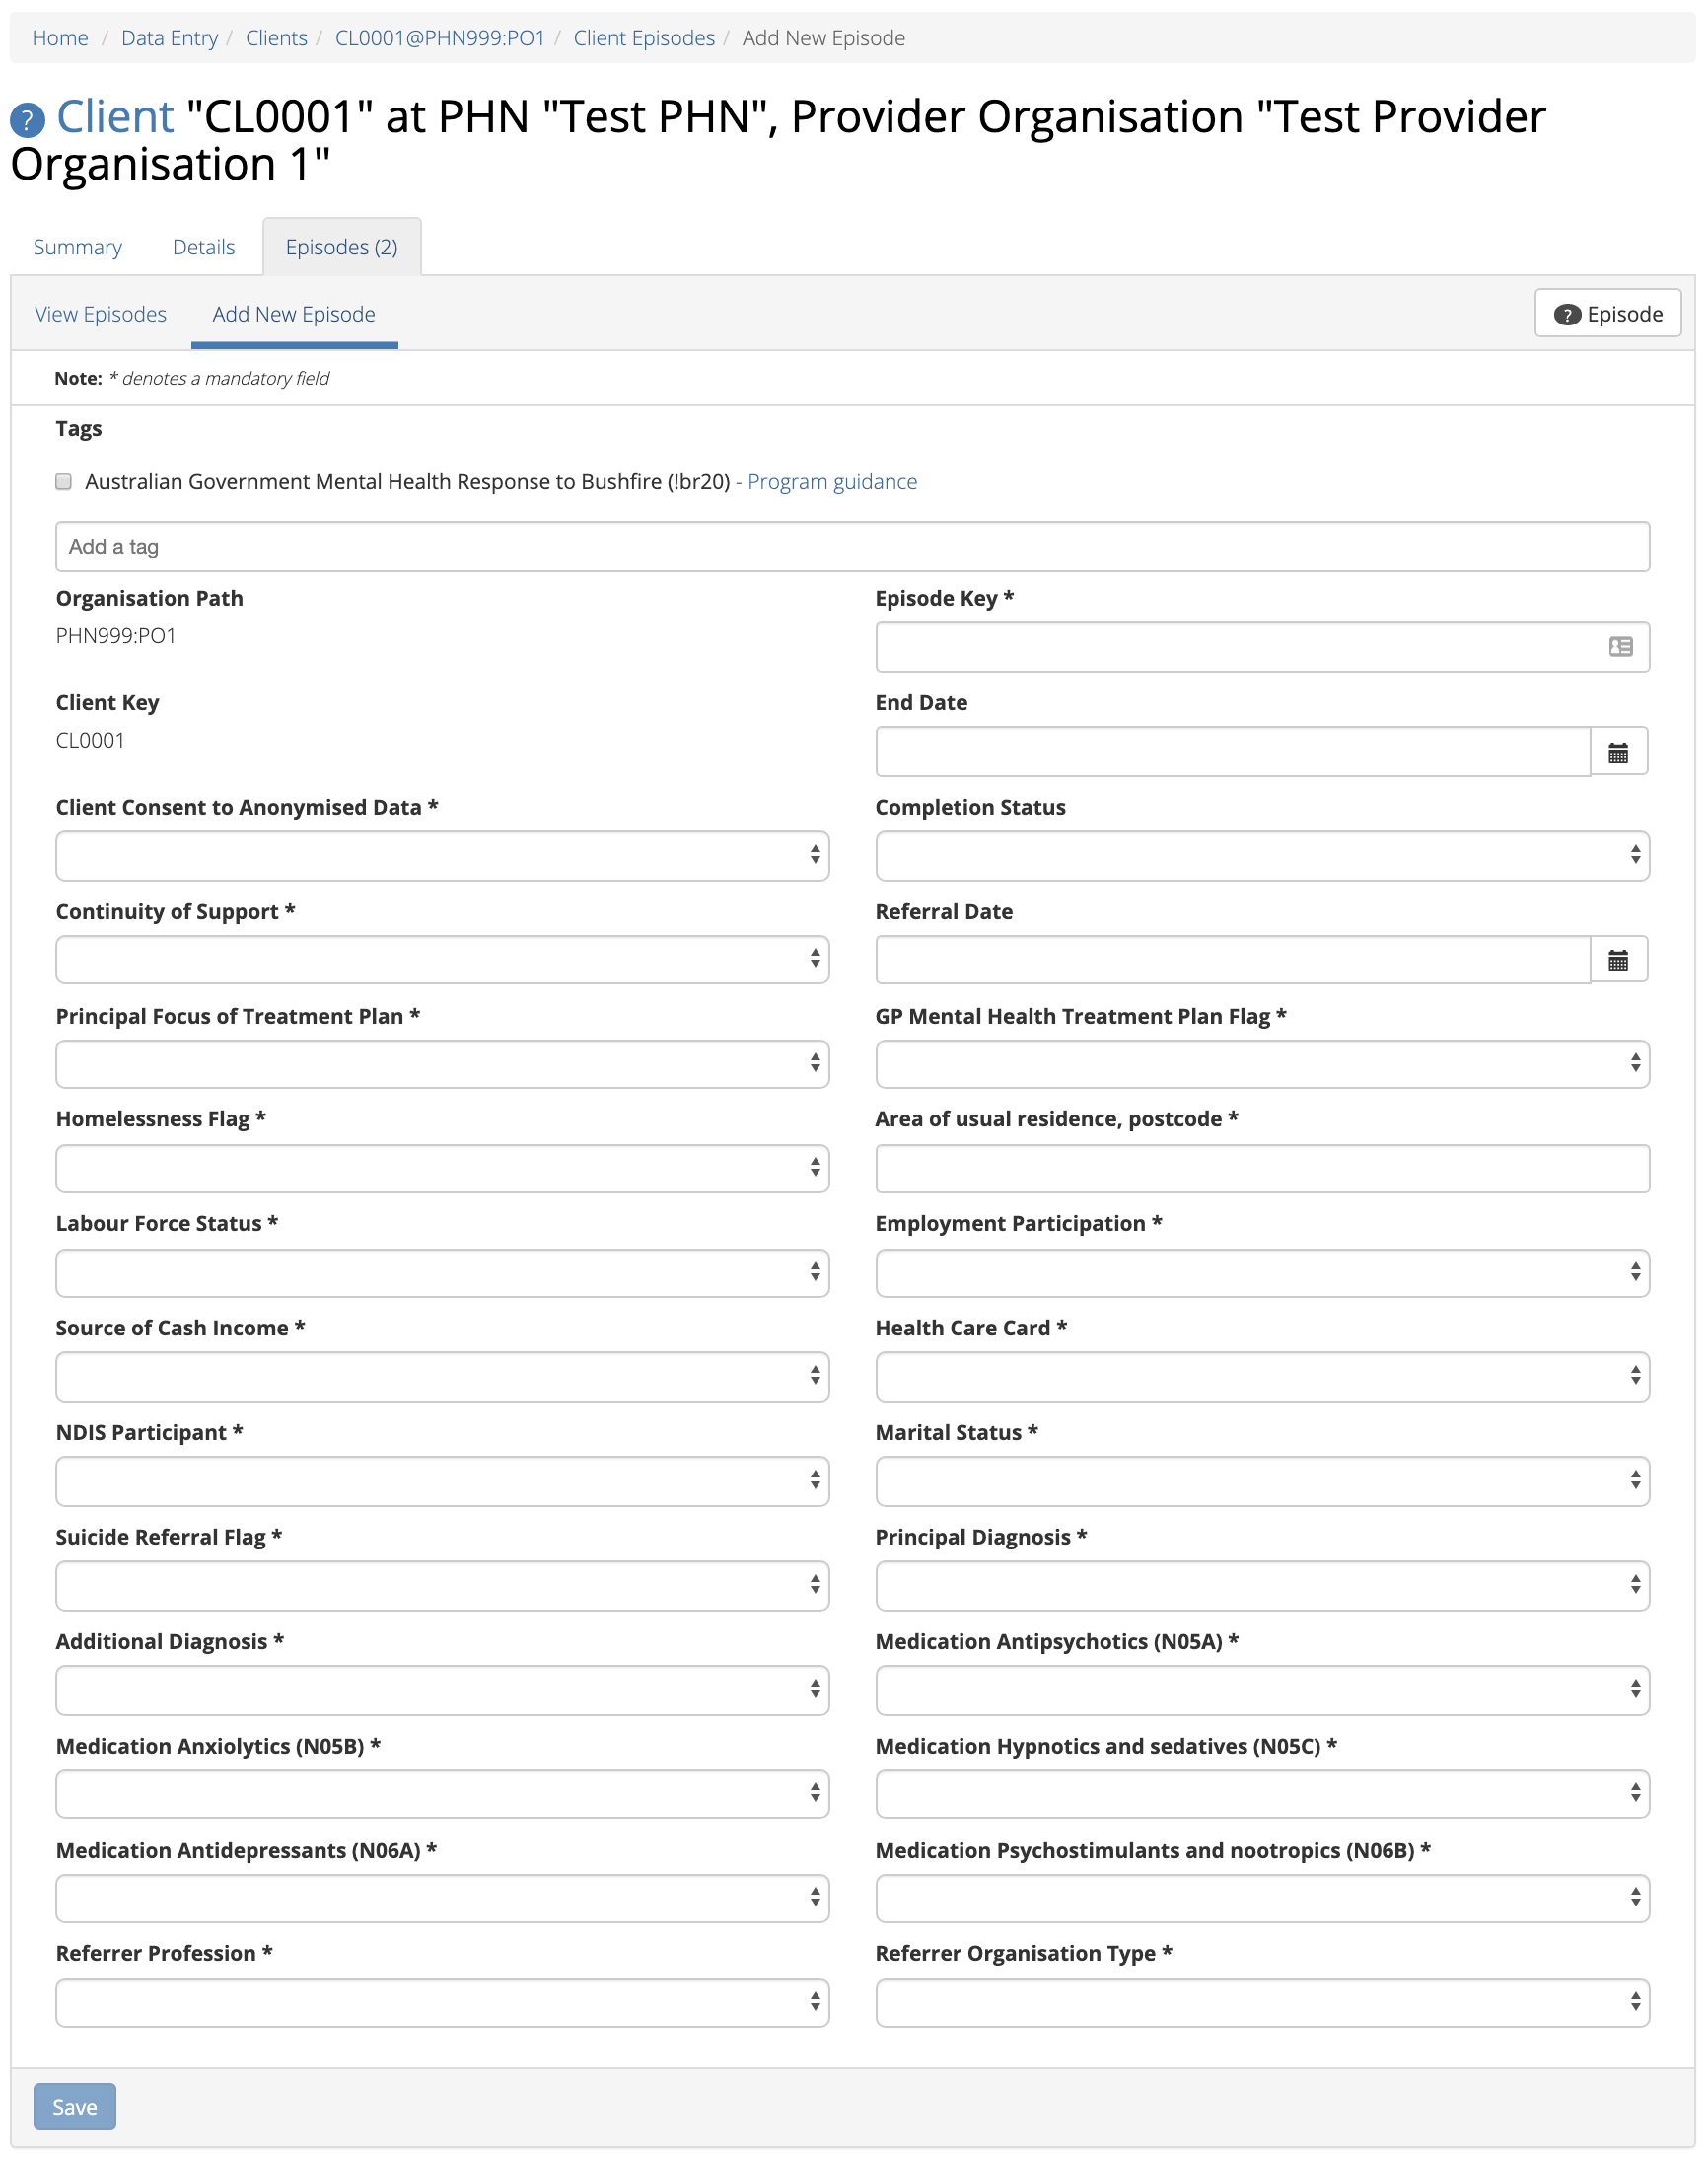 Home / Data Entry / Clients / CL0001@PHN999:PO1 / Client Episodes / Add New Episode
? Client "CL0001" at PHN "Test PHN", Provider Organisation "Test Provider
Organisation 1"
Summary Details Episodes (2)
View Episodes Add New Episode ? Episode
Note: * denotes a mandatory field
Tags
Australian Government Mental Health Response to Bushfire (!br20) - Program guidance
Add a tag
Organisation Path Episode Key *
PHN999:PO1
Client Key End Date
CL0001
Client Consent to Anonymised Data * Completion Status
Continuity of Support * Referral Date
Principal Focus of Treatment Plan * GP Mental Health Treatment Plan Flag *
Homelessness Flag * Area of usual residence, postcode *
Labour Force Status * Employment Participation *
Source of Cash Income * Health Care Card *
NDIS Participant * Marital Status *
Suicide Referral Flag * Principal Diagnosis *
Additional Diagnosis * Medication Antipsychotics (N05A) *
Medication Anxiolytics (N05B) * Medication Hypnotics and sedatives (N05C) *
Medication Antidepressants (N06A) * Medication Psychostimulants and nootropics (N06B) *
Referrer Profession * Referrer Organisation Type *
Save